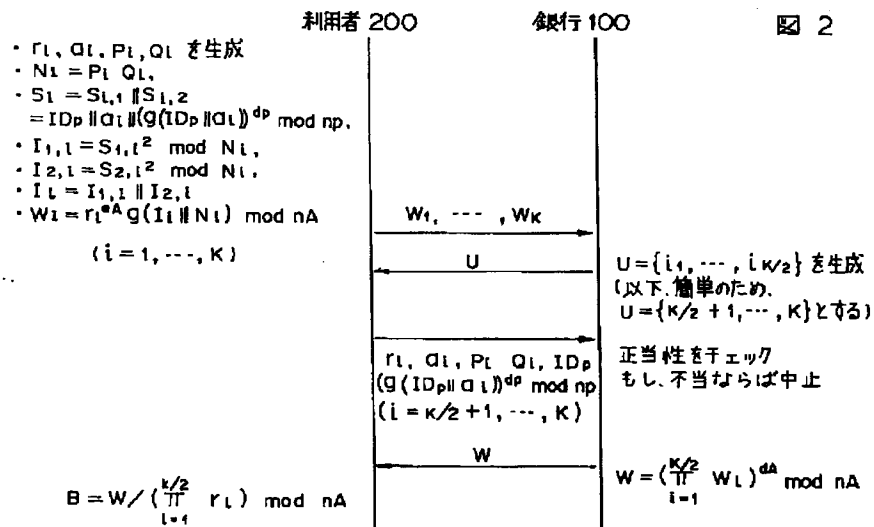 利用者 200
銀行 100
図 2
・ri, ai, Pi, Qi を生成
・Ni = Pi Qi,
・Si = Si,1 ‖ Si,2
= IDp ‖ ai ‖ (g(IDp ‖ ai))^dp mod np,
・I1,i = S1,i² mod Ni,
・I2,i = S2,i² mod Ni,
・Ii = I1,i ‖ I2,i
・Wi = ri^eA g(Ii ‖ Ni) mod nA
(i = 1, ---, K)
W1, --- , WK
U
U = {i1, ---, iK/2} を生成
(以下、簡単のため、
U = {K/2 + 1, ---, K} とする)
ri, ai, Pi Qi, IDp
(g(IDp ‖ ai))^dp mod np
(i = K/2 + 1, ---, K)
正当性をチェック
もし、不当ならば中止
W
W = (∏_{i=1}^{K/2} Wi)^dA mod nA
B = W / (∏_{i=1}^{K/2} ri) mod nA